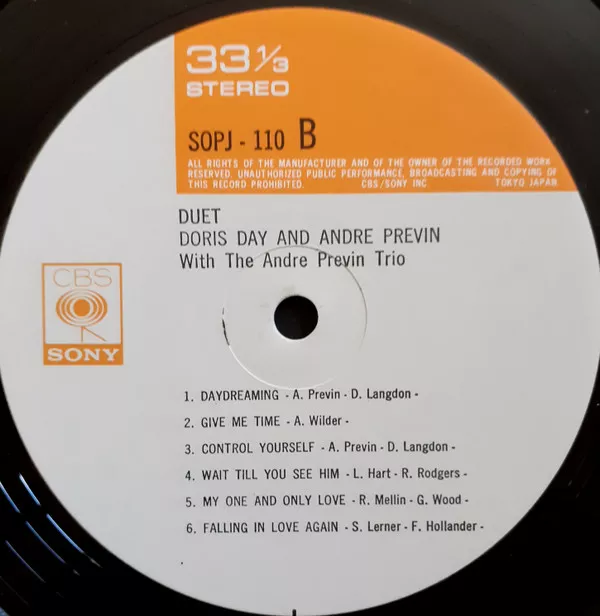 33 1/3
STEREO
SOPJ - 110 B
ALL RIGHTS OF THE MANUFACTURER AND OF THE OWNER OF THE RECORDED WORK
RESERVED. UNAUTHORIZED PUBLIC PERFORMANCE, BROADCASTING AND COPYING OF
THIS RECORD PROHIBITED. CBS/SONY INC TOKYO JAPAN
DUET
DORIS DAY AND ANDRE PREVIN
With The Andre Previn Trio
CBS
SONY
1. DAYDREAMING - A. Previn - D. Langdon -
2. GIVE ME TIME - A. Wilder -
3. CONTROL YOURSELF - A. Previn - D. Langdon -
4. WAIT TILL YOU SEE HIM - L. Hart - R. Rodgers -
5. MY ONE AND ONLY LOVE - R. Mellin - G. Wood -
6. FALLING IN LOVE AGAIN - S. Lerner - F. Hollander -